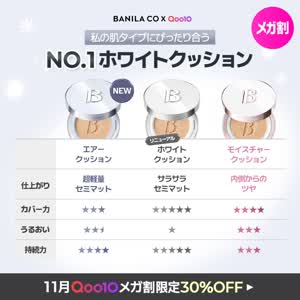 BANILA CO X Qoo10
メガ割
私の肌タイプにぴったり合う
NO.1ホワイトクッション
NEW
B B B
リニューアル
エアー
クッション
ホワイト
クッション
モイスチャー
クッション
仕上がり
超軽量
セミマット
サラサラ
セミマット
内側からの
ツヤ
カバー力 ★★★ ★★★★★ ★★★★
うるおい ★★★ ★ ★★★
持続力 ★★★★ ★★★★★ ★★★
11月Qoo10メガ割限定30%OFF▶